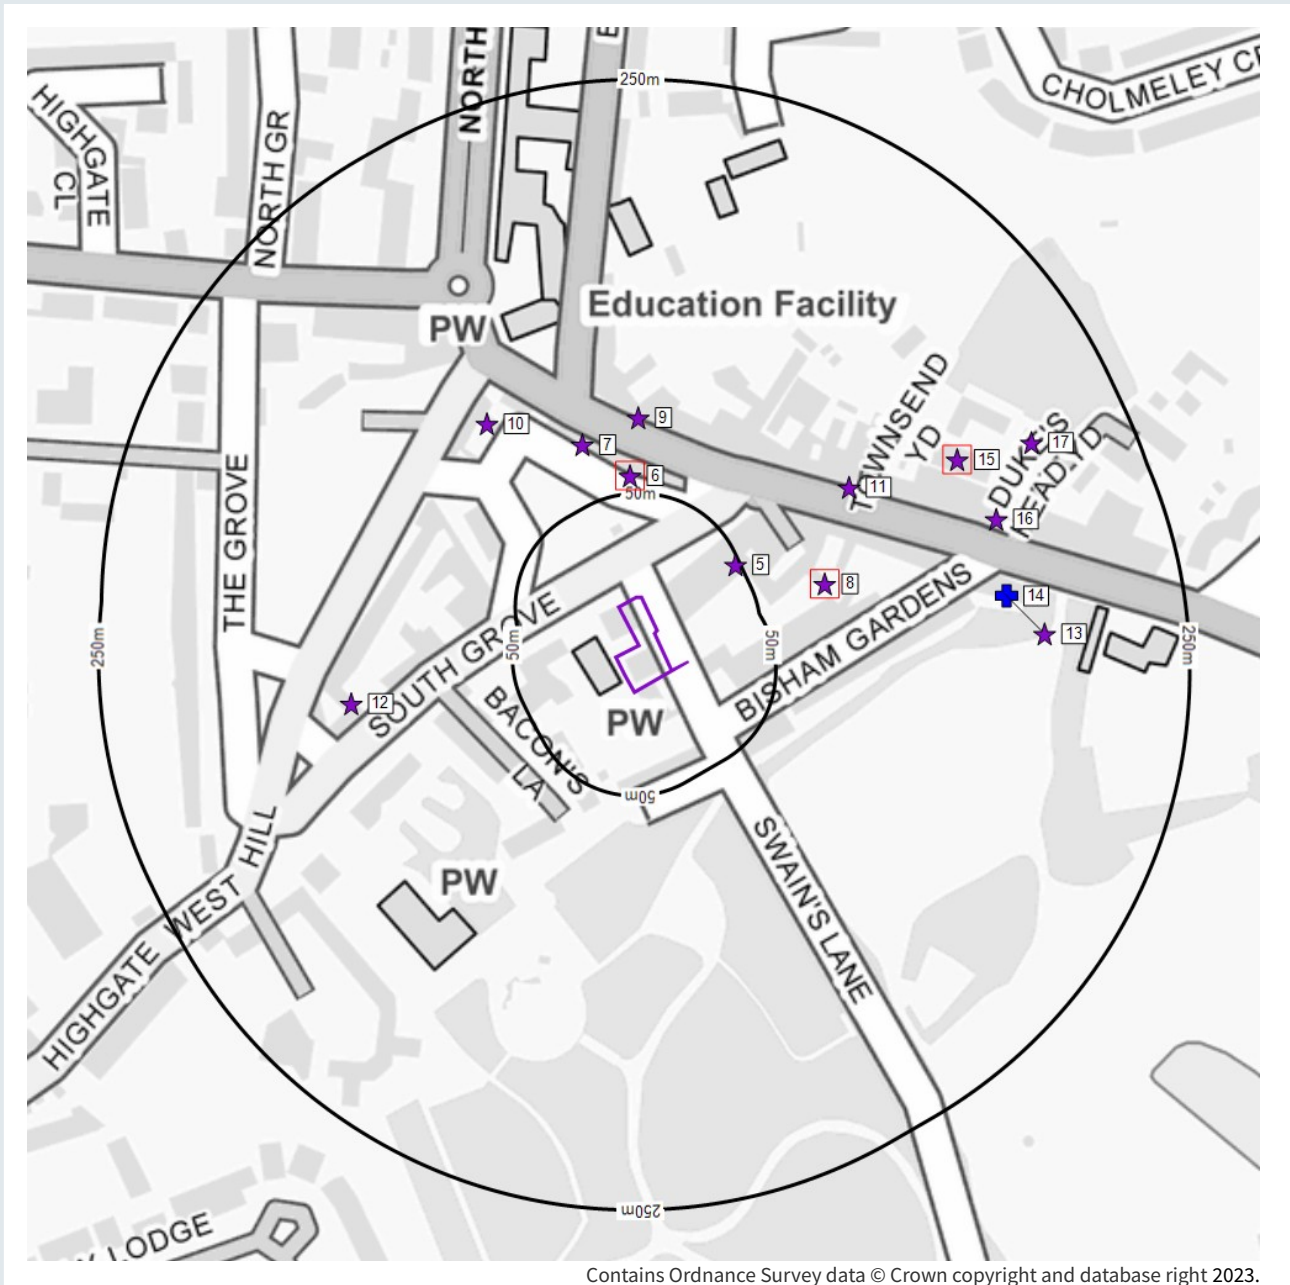 250m
NORTH
E
CHOLMELEY C
HIGHGATE
CL
NORTH GR
Education Facility
PW
TOWNSEND
YD
DUKE'S
HEAD YD
10
9
7
6
50m
11
15
17
16
5
8
14
13
THE GROVE
250m
50m
50m
250m
SOUTH GROVE
BISHAM GARDENS
12
BACON'S
LA
PW
50m
HIGHGATE WEST HILL
PW
SWAIN'S LANE
250m
LODGE
Contains Ordnance Survey data © Crown copyright and database right 2023.